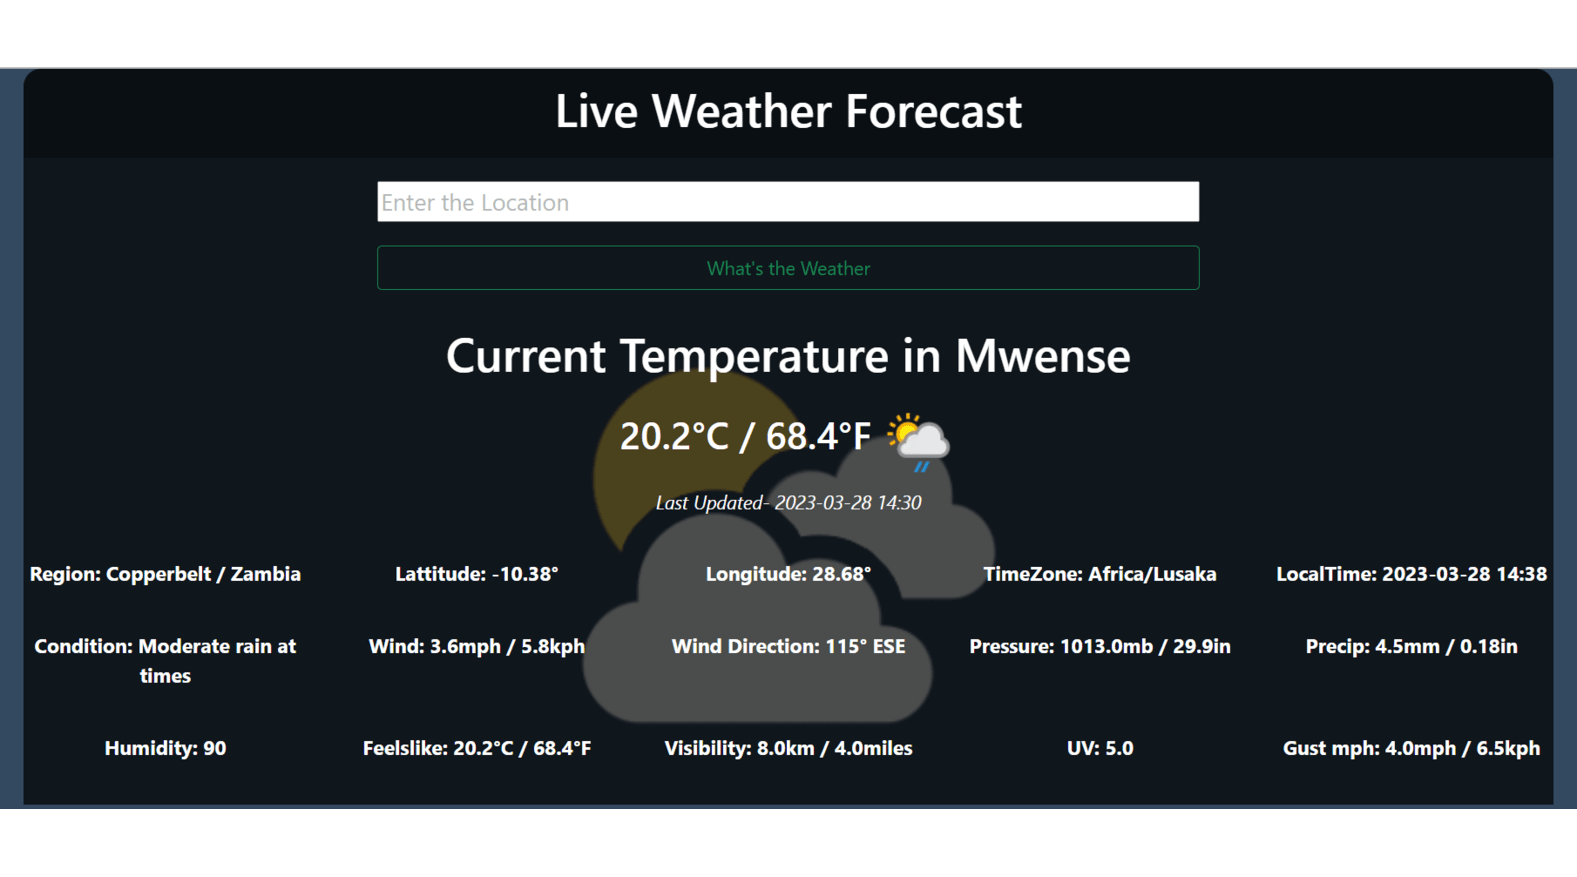 Live Weather Forecast
Enter the Location
What's the Weather
Current Temperature in Mwense
20.2°C / 68.4°F
Last Updated- 2023-03-28 14:30
Region: Copperbelt / Zambia
Lattitude: -10.38°
Longitude: 28.68°
TimeZone: Africa/Lusaka
LocalTime: 2023-03-28 14:38
Condition: Moderate rain at
times
Wind: 3.6mph / 5.8kph
Wind Direction: 115° ESE
Pressure: 1013.0mb / 29.9in
Precip: 4.5mm / 0.18in
Humidity: 90
Feelslike: 20.2°C / 68.4°F
Visibility: 8.0km / 4.0miles
UV: 5.0
Gust mph: 4.0mph / 6.5kph